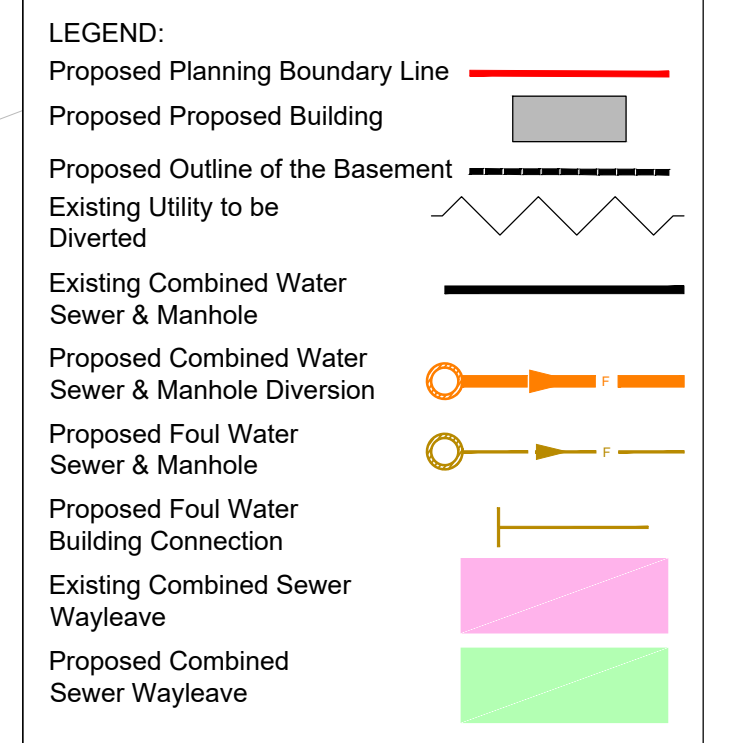 LEGEND:
Proposed Planning Boundary Line
Proposed Proposed Building
Proposed Outline of the Basement
Existing Utility to be
Diverted
Existing Combined Water
Sewer & Manhole
Proposed Combined Water
Sewer & Manhole Diversion
F
Proposed Foul Water
Sewer & Manhole
F
Proposed Foul Water
Building Connection
Existing Combined Sewer
Wayleave
Proposed Combined
Sewer Wayleave